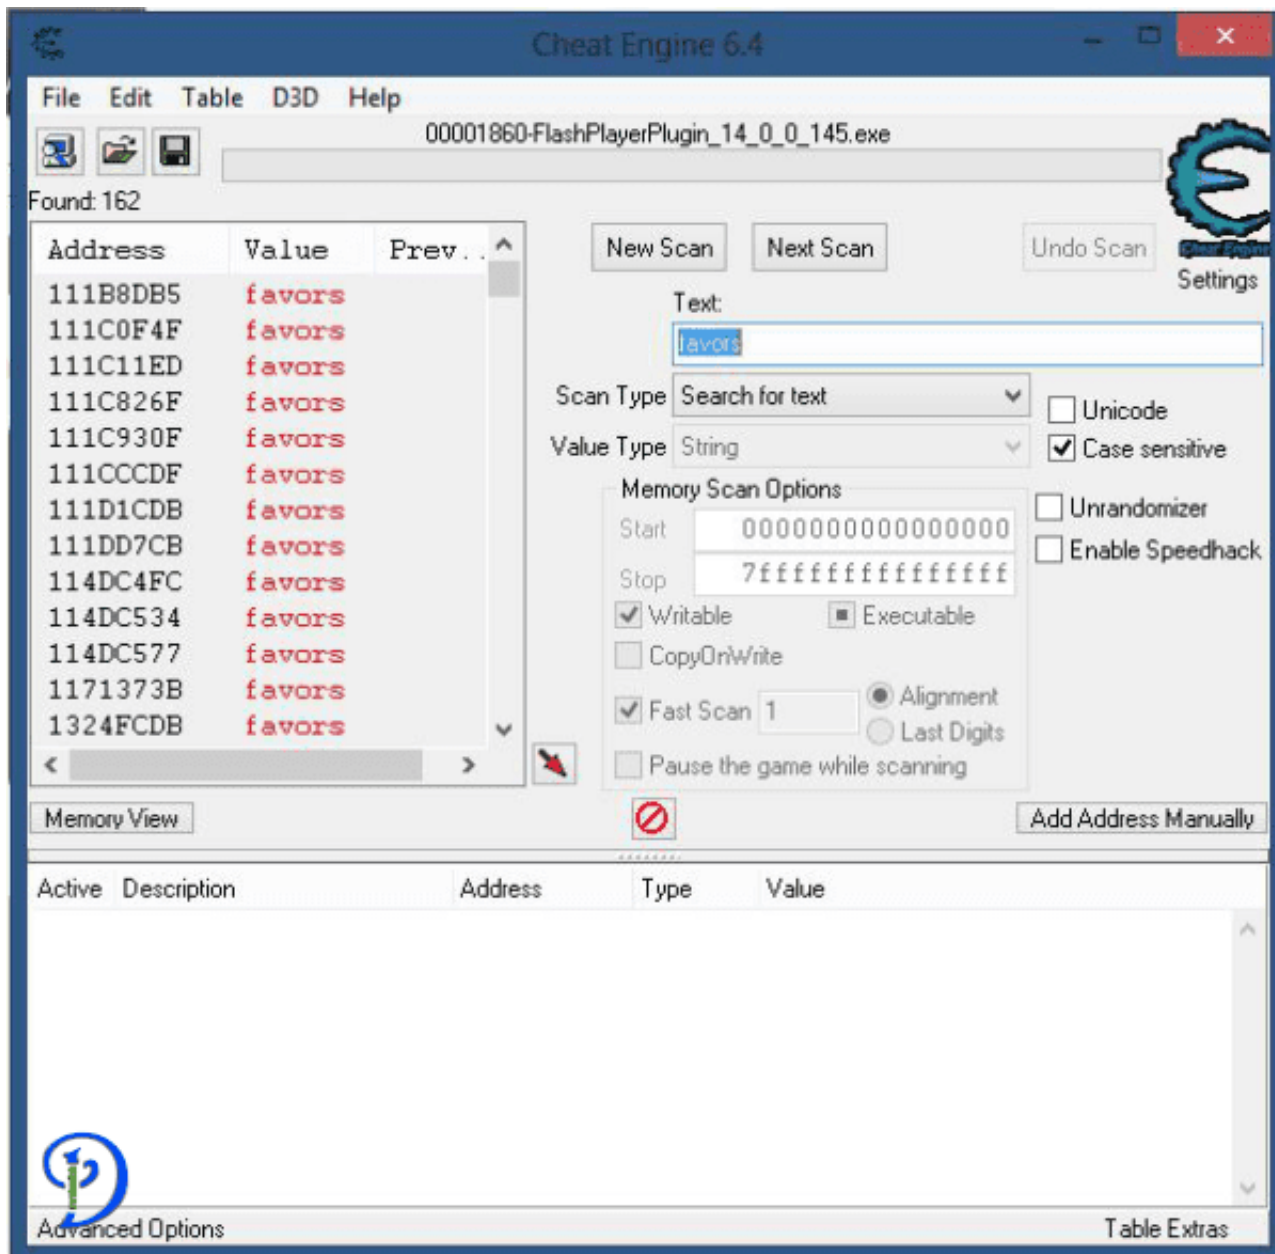 Cheat Engine 6.4
File Edit Table D3D Help
00001860-FlashPlayerPlugin_14_0_0_145.exe
Found: 162
Address Value Prev..
111B8DB5 favors
111C0F4F favors
111C11ED favors
111C826F favors
111C930F favors
111CCCDF favors
111D1CDB favors
111DD7CB favors
114DC4FC favors
114DC534 favors
114DC577 favors
1171373B favors
1324FCDB favors
New Scan Next Scan Undo Scan
Cheat Engine
Settings
Text:
favors
Scan Type Search for text
Unicode
Value Type String
Case sensitive
Memory Scan Options
Start 0000000000000000
Stop 7fffffffffffffff
Unrandomizer
Enable Speedhack
Writable Executable
CopyOnWrite
Fast Scan 1 Alignment
Last Digits
Pause the game while scanning
Memory View Add Address Manually
Active Description Address Type Value
Advanced Options Table Extras